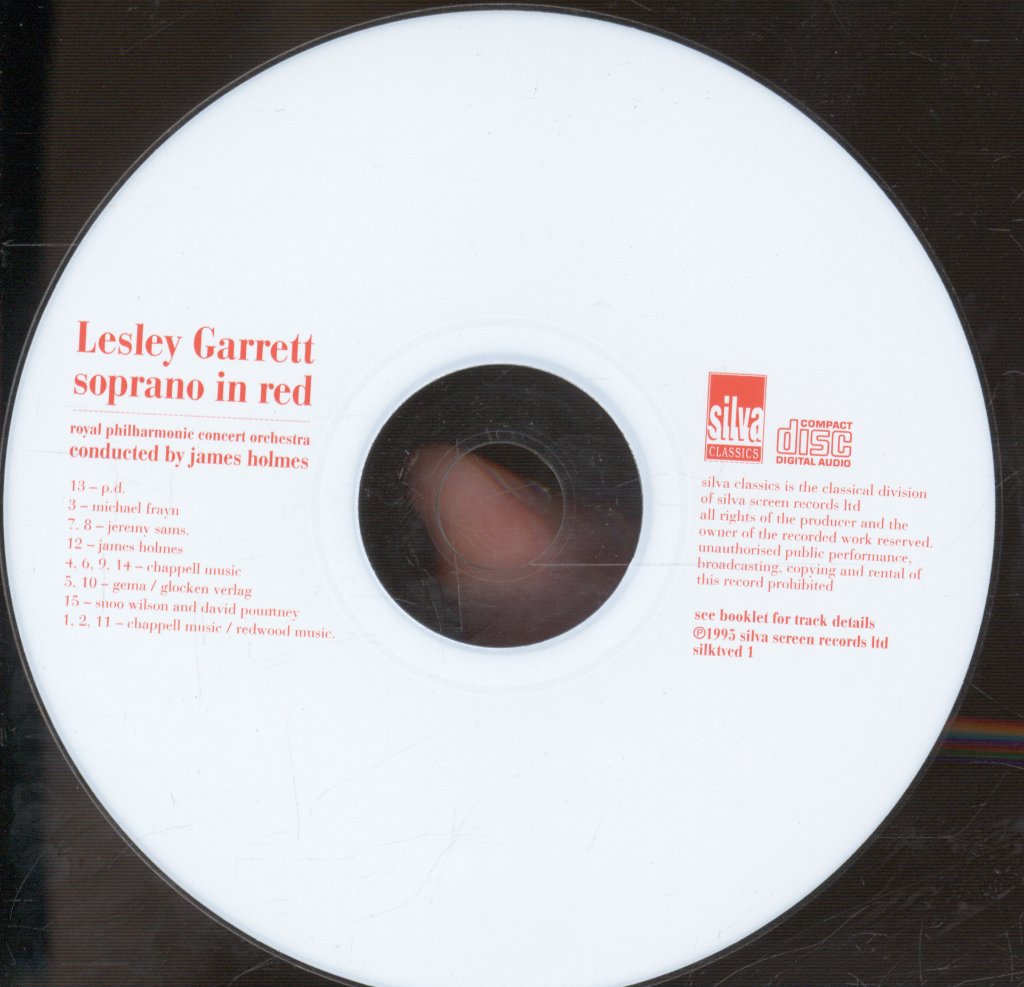 Lesley Garrett
soprano in red
royal philharmonic concert orchestra
conducted by james holmes
13 – p.d.
3 – michael frayn
7, 8 – jeremy sams.
12 – james holmes
4, 6, 9, 14 – chappell music
5, 10 – gema / glocken verlag
15 – snoo wilson and david pountney
1, 2, 11 – chappell music / redwood music.
silva
CLASSICS
COMPACT
disc
DIGITAL AUDIO
silva classics is the classical division
of silva screen records ltd
all rights of the producer and the
owner of the recorded work reserved.
unauthorised public performance,
broadcasting, copying and rental of
this record prohibited
see booklet for track details
℗1995 silva screen records ltd
silktvcd 1